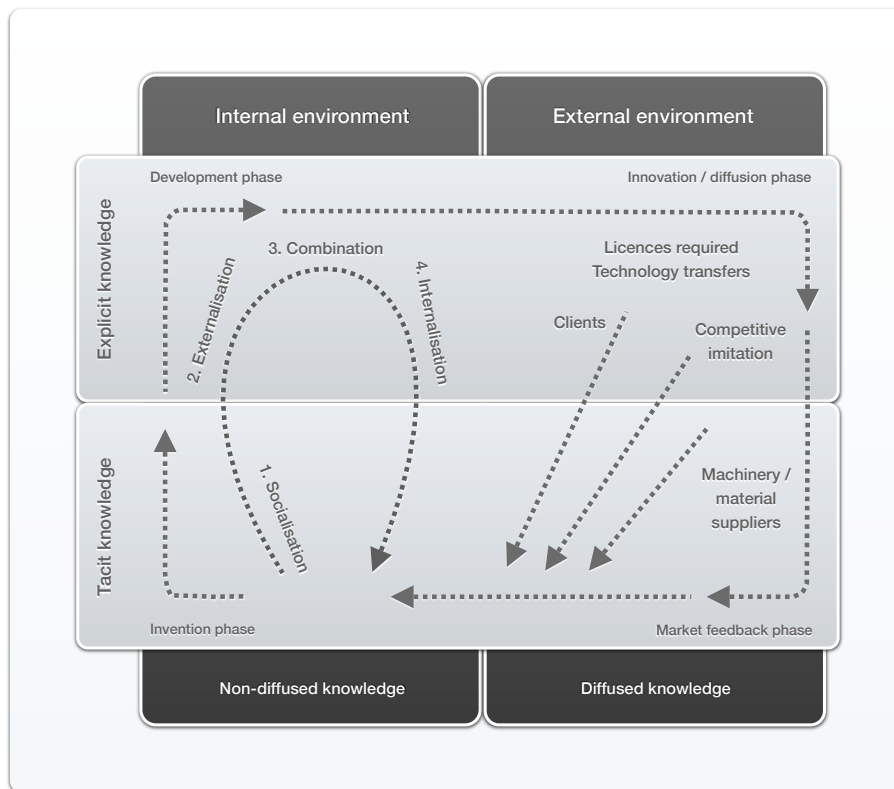 Internal environment
External environment
Development phase
Innovation / diffusion phase
Explicit knowledge
2. Externalisation
3. Combination
4. Internalisation
Licences required
Technology transfers
Clients
Competitive
imitation
Tacit knowledge
1. Socialisation
Machinery /
material
suppliers
Invention phase
Market feedback phase
Non-diffused knowledge
Diffused knowledge